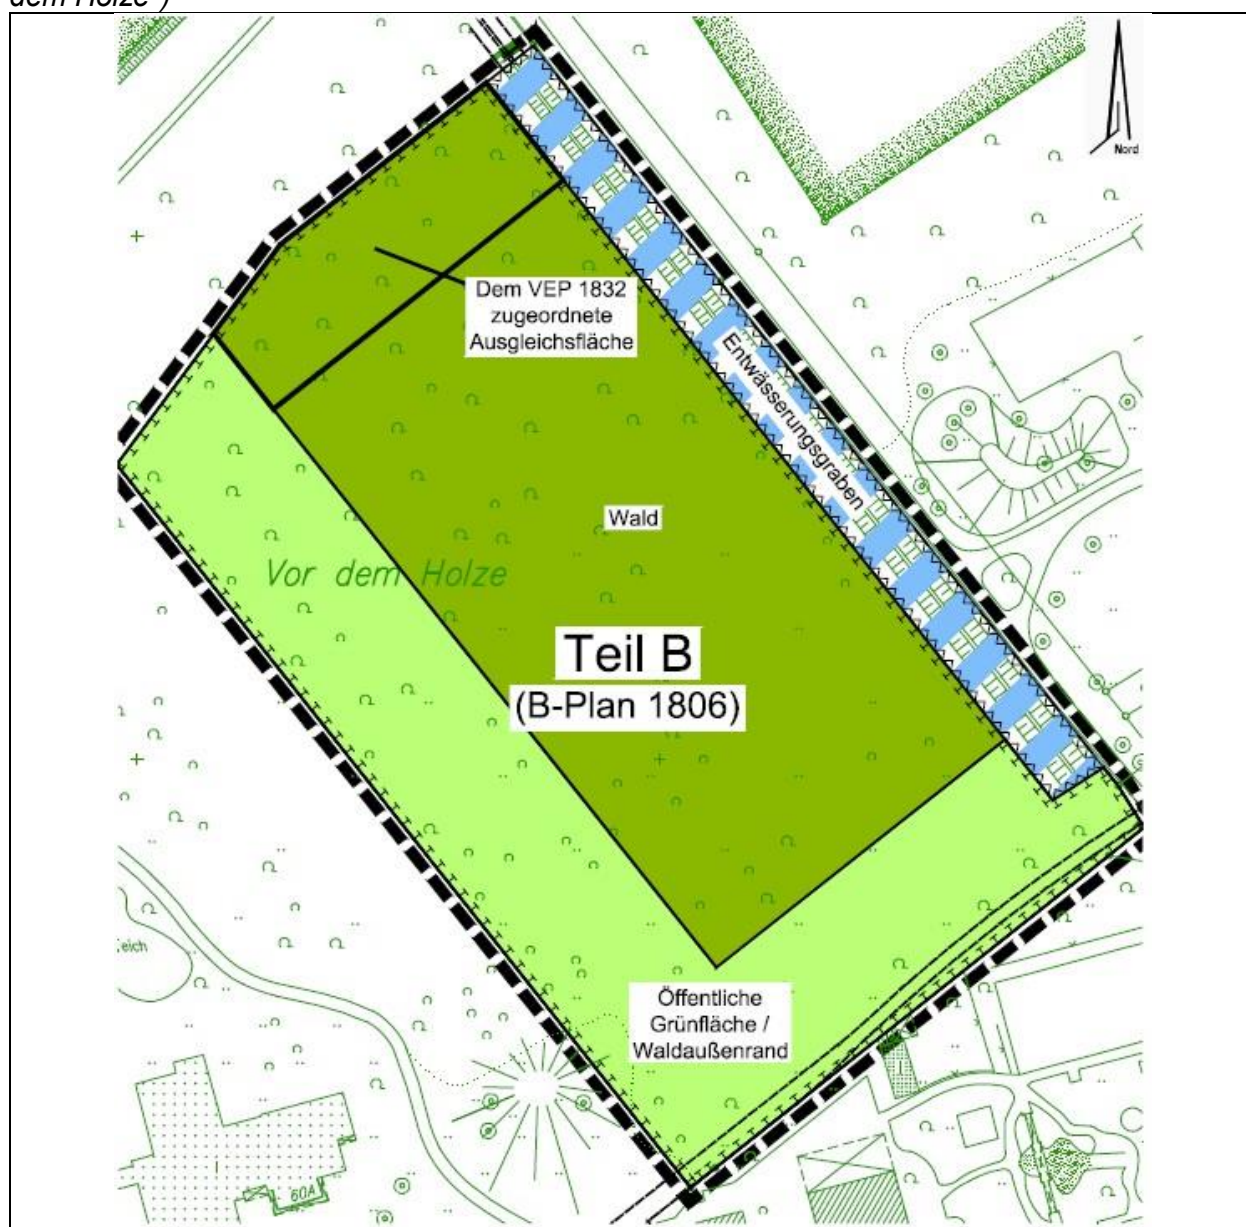 dem Holze")
Nord
Dem VEP 1832
zugeordnete
Ausgleichsfläche
Entwässerungsgraben
Wald
Vor dem Holze
Teil B
(B-Plan 1806)
eich
Öffentliche
Grünfläche /
Waldaußenrand
60A